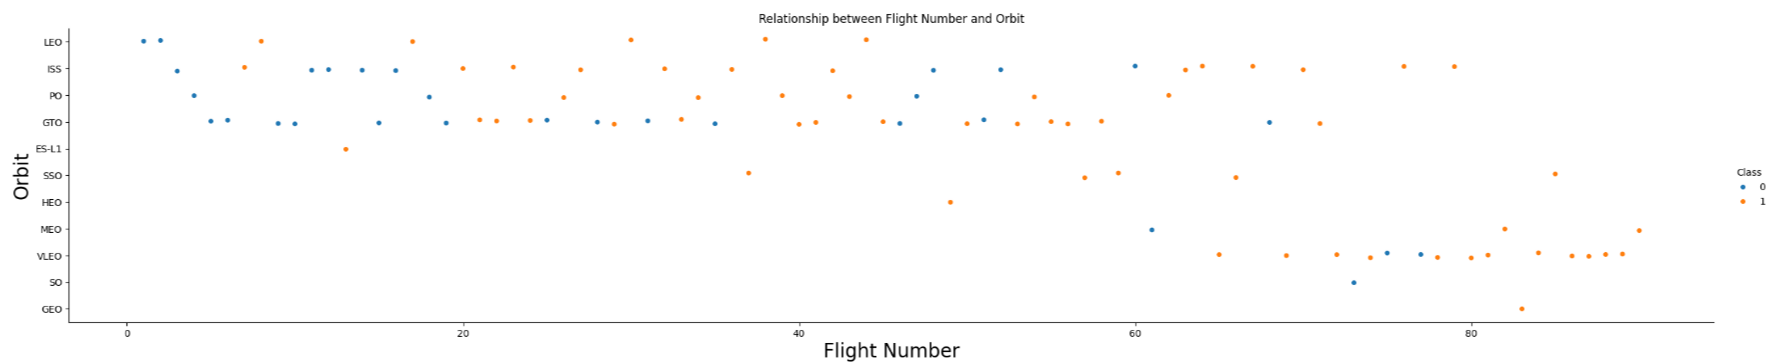 Relationship between Flight Number and Orbit
LEO
ISS
PO
GTO
ES-L1
SSO
HEO
MEO
VLEO
SO
GEO
Orbit
0
20
40
60
80
Flight Number
Class
0
1